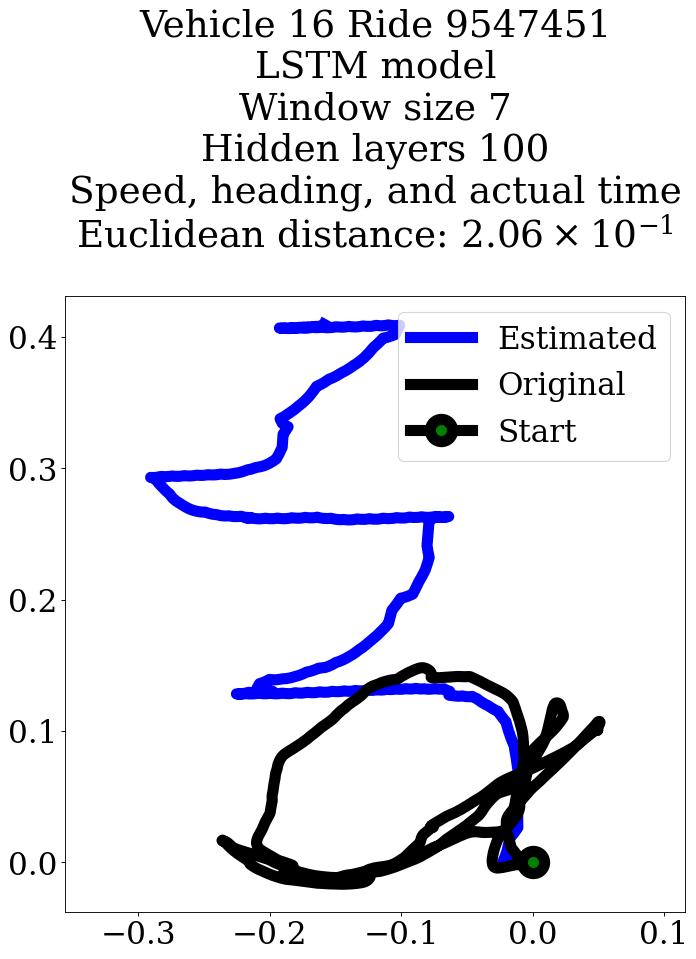 Vehicle 16 Ride 9547451
LSTM model
Window size 7
Hidden layers 100
Speed, heading, and actual time
Euclidean distance: 2.06 × 10⁻¹
Estimated
Original
Start
0.4
0.3
0.2
0.1
0.0
−0.3 −0.2 −0.1 0.0 0.1